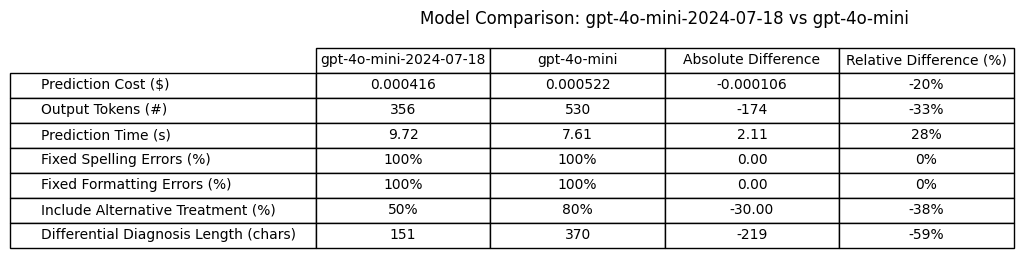 Model Comparison: gpt-4o-mini-2024-07-18 vs gpt-4o-mini
gpt-4o-mini-2024-07-18 gpt-4o-mini Absolute Difference Relative Difference (%)
Prediction Cost ($) 0.000416 0.000522 -0.000106 -20%
Output Tokens (#) 356 530 -174 -33%
Prediction Time (s) 9.72 7.61 2.11 28%
Fixed Spelling Errors (%) 100% 100% 0.00 0%
Fixed Formatting Errors (%) 100% 100% 0.00 0%
Include Alternative Treatment (%) 50% 80% -30.00 -38%
Differential Diagnosis Length (chars) 151 370 -219 -59%